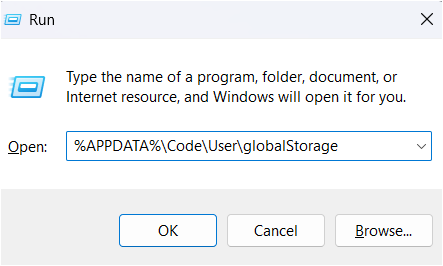 Run
Type the name of a program, folder, document, or
Internet resource, and Windows will open it for you.
Open: %APPDATA%\Code\User\globalStorage
OK Cancel Browse...